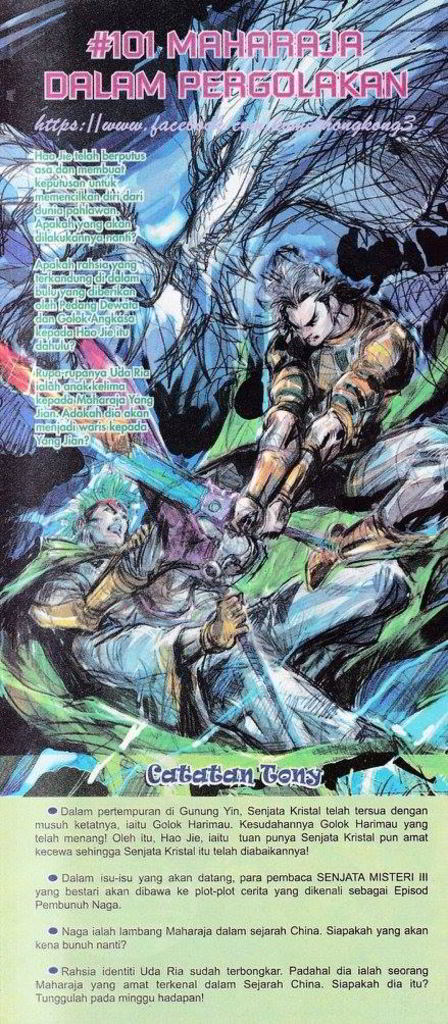 #101 MAHARAJA
DALAM PERGOLAKAN
Hao Jie telah berputus
asa dan membuat
keputusan untuk
memencilkan diri dari
dunia pahlawan.
Apakah yang akan
dilakukannya nanti?
Apakah rahsia yang
terkandung di dalam
bulu yang diberikan
oleh Pedang Dewata
dan Golok Angkasa
kepada Hao Jie itu
dahulu?
Rupa-rupanya Uda Ria
ialah anak kelima
kepada Maharaja Yang
Jian. Adakah dia akan
menjadi waris kepada
Yang Jian?
Catatan Tony
Dalam pertempuran di Gunung Yin, Senjata Kristal telah tersua dengan
musuh ketatnya, iaitu Golok Harimau. Kesudahannya Golok Harimau yang
telah menang! Oleh itu, Hao Jie, iaitu tuan punya Senjata Kristal pun amat
kecewa sehingga Senjata Kristal itu telah diabaikannya!
Dalam isu-isu yang akan datang, para pembaca SENJATA MISTERI III
yang bestari akan dibawa ke plot-plot cerita yang dikenali sebagai Episod
Pembunuh Naga.
Naga ialah lambang Maharaja dalam sejarah China. Siapakah yang akan
kena bunuh nanti?
Rahsia identiti Uda Ria sudah terbongkar. Padahal dia ialah seorang
Maharaja yang amat terkenal dalam Sejarah China. Siapakah dia itu?
Tunggulah pada minggu hadapan!